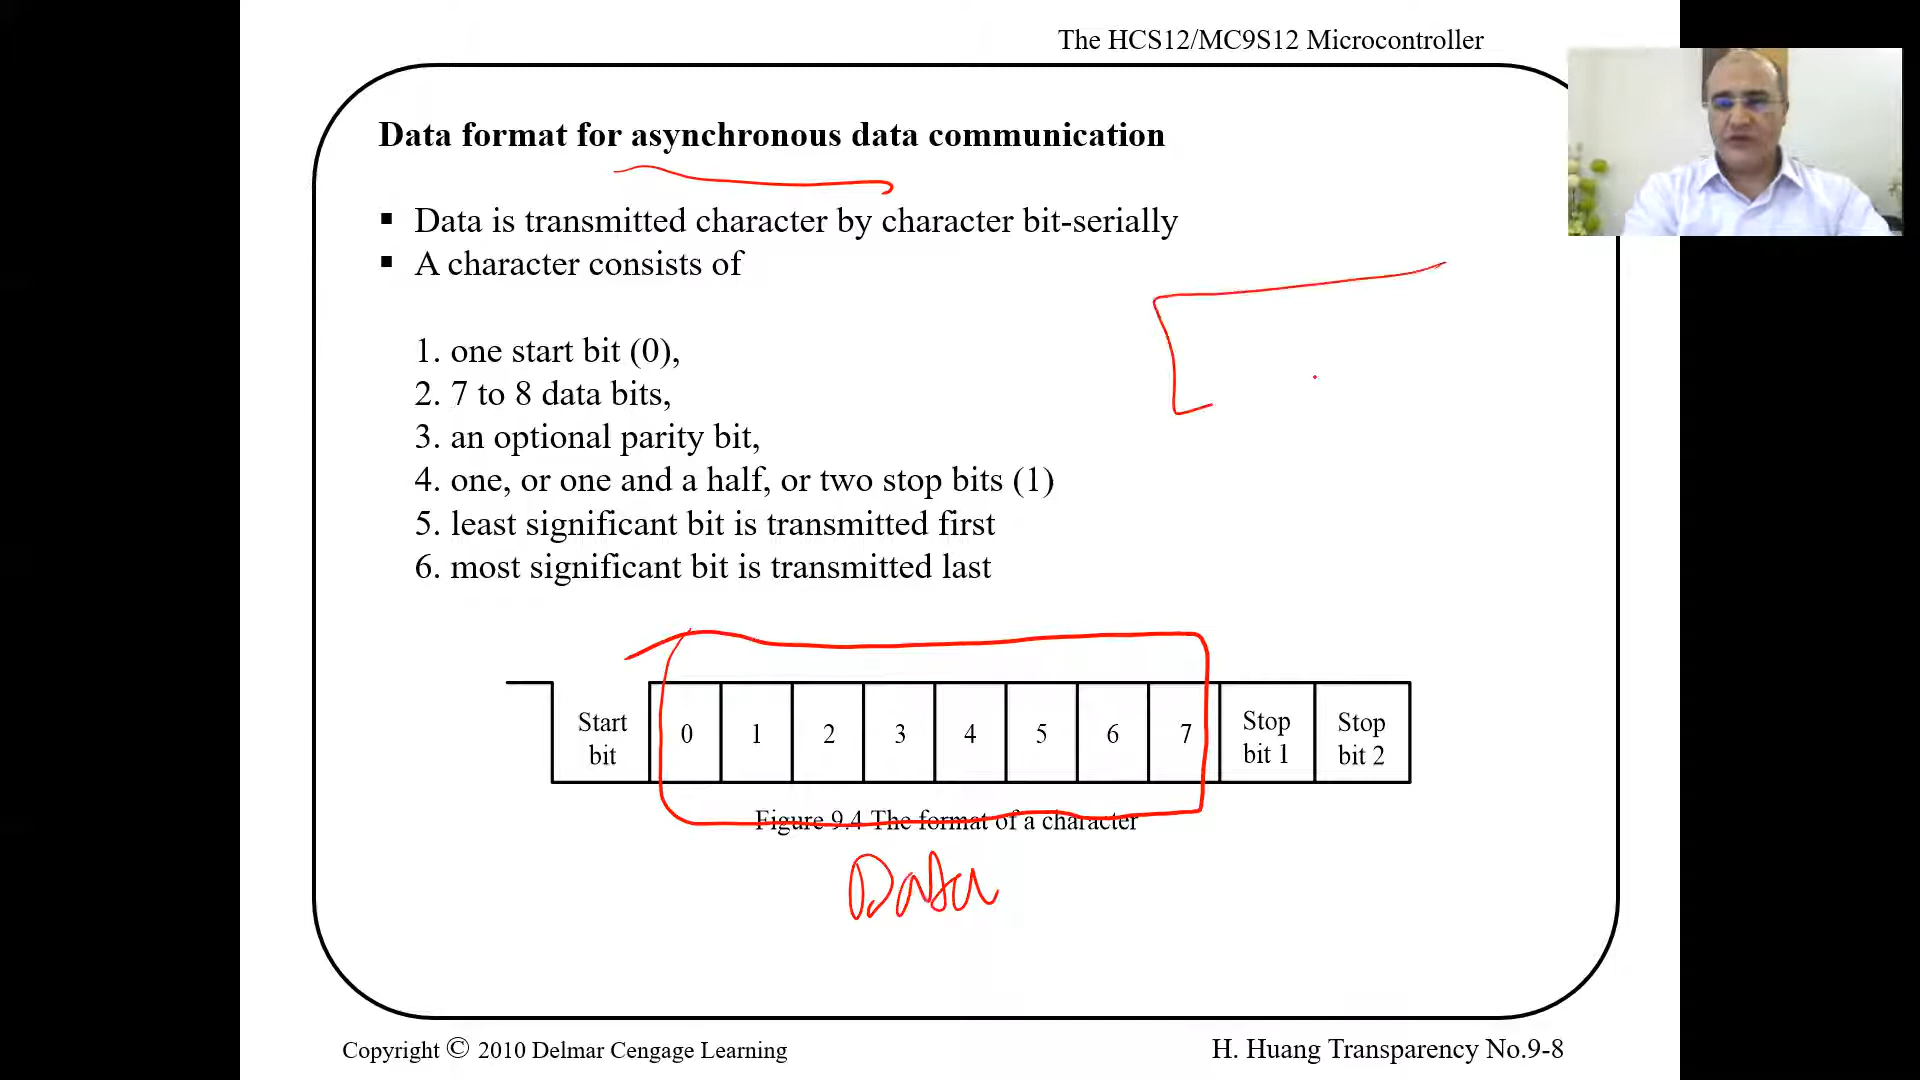 The HCS12/MC9S12 Microcontroller
Data format for asynchronous data communication
▪ Data is transmitted character by character bit-serially
▪ A character consists of
1. one start bit (0),
2. 7 to 8 data bits,
3. an optional parity bit,
4. one, or one and a half, or two stop bits (1)
5. least significant bit is transmitted first
6. most significant bit is transmitted last
Start bit 0 1 2 3 4 5 6 7 Stop bit 1 Stop bit 2
Figure 9.4 The format of a character
Data
Copyright © 2010 Delmar Cengage Learning
H. Huang Transparency No.9-8